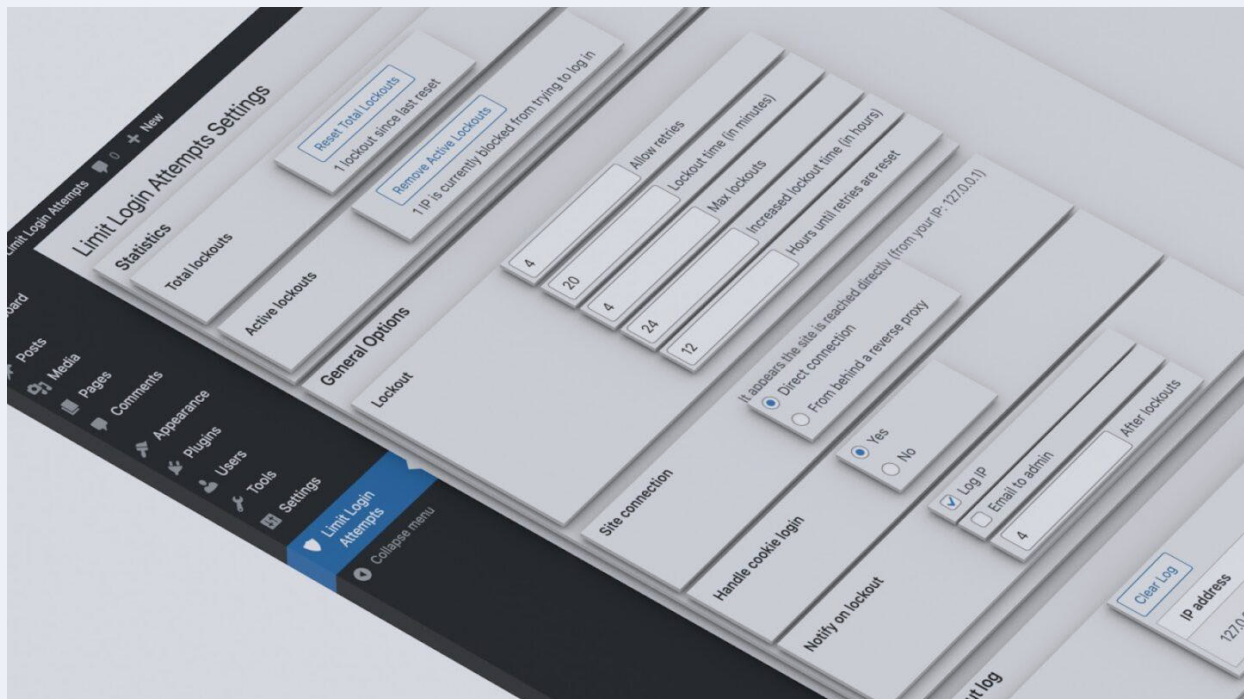 Limit Login Attempts
0
New
Posts
Media
Pages
Comments
Appearance
Plugins
Users
Tools
Settings
Limit Login
Attempts
Collapse menu
Limit Login Attempts Settings
Statistics
Total lockouts
Reset Total Lockouts
1 lockout since last reset
Active lockouts
Remove Active Lockouts
1 IP is currently blocked from trying to log in
General Options
Lockout
4 Allow retries
20 Lockout time (in minutes)
4 Max lockouts
24 Increased lockout time (in hours)
12 Hours until retries are reset
Site connection
It appears the site is reached directly (from your IP: 127.0.0.1)
Direct connection
From behind a reverse proxy
Handle cookie login
Yes
No
Notify on lockout
Log IP
Email to admin
4 After lockouts
log
Clear Log
IP address